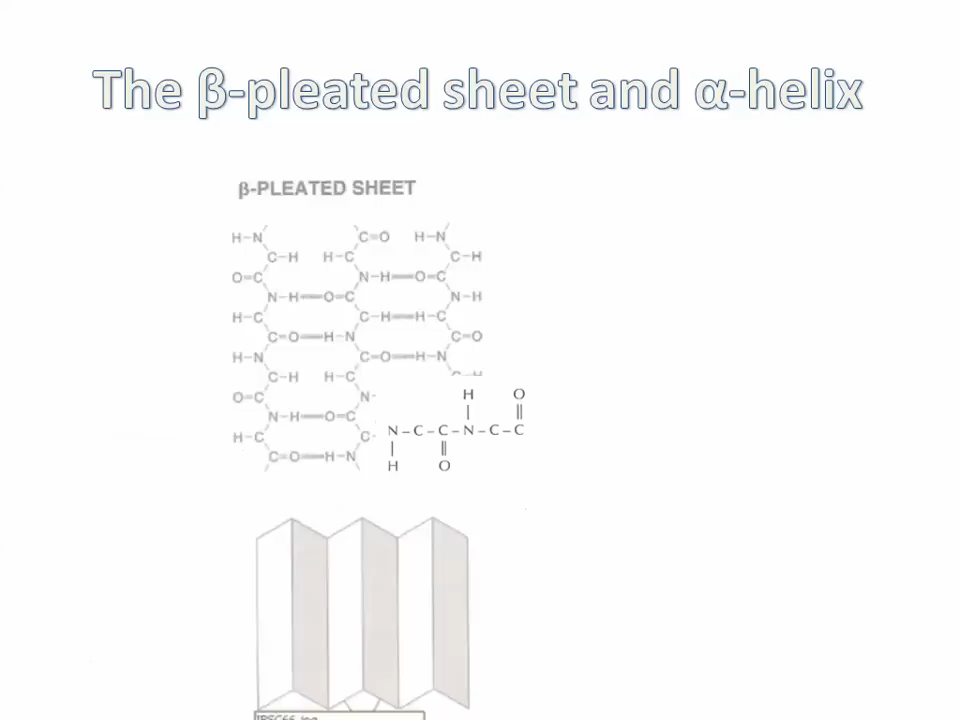 The β-pleated sheet and α-helix
β-PLEATED SHEET
H-N C=O H-N
C-H H-C C-H
O=C N-H══O=C
N-H══O=C N-H
H-C C-H══H-C
C=O══H-N C=O
H-N C=O══H-N
C-H H-C C-H
O=C N-
N-H══O=C
H-C C-
C=O══H-N
H O
N-C-C-N-C-C
H O